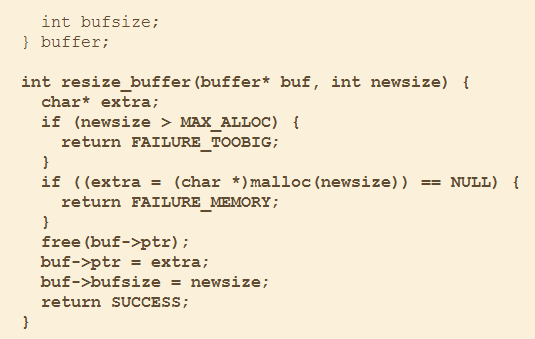 int bufsize;
} buffer;
int resize_buffer(buffer* buf, int newsize) {
char* extra;
if (newsize > MAX_ALLOC) {
return FAILURE_TOOBIG;
}
if ((extra = (char *)malloc(newsize)) == NULL) {
return FAILURE_MEMORY;
}
free(buf->ptr);
buf->ptr = extra;
buf->bufsize = newsize;
return SUCCESS;
}